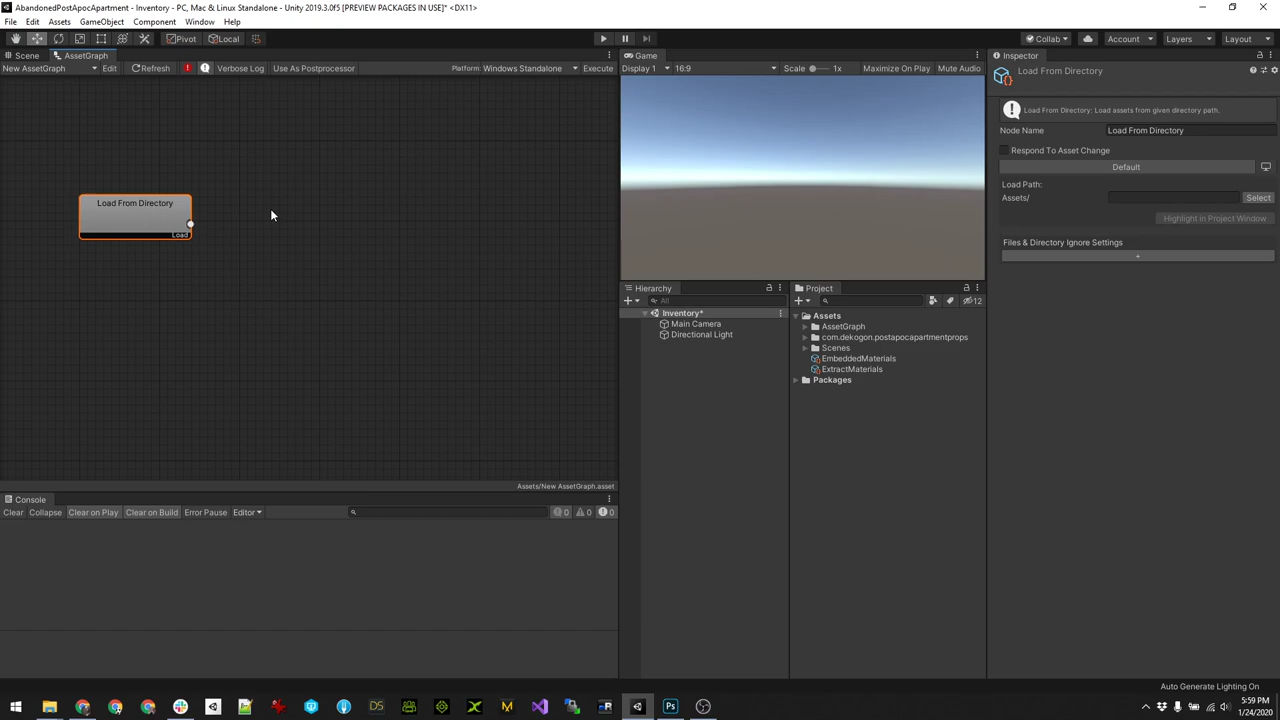 AbandonedPostApocApartment - Inventory - PC, Mac & Linux Standalone - Unity 2019.3.0f5 [PREVIEW PACKAGES IN USE]* <DX11>
File Edit Assets GameObject Component Window Help
Pivot Local Collab Account Layers Layout
Scene AssetGraph Game Inspector
New AssetGraph Edit Refresh Verbose Log Use As Postprocessor Platform: Windows Standalone Execute
Display 1 16:9 Scale 1x Maximize On Play Mute Audio
Load From Directory
Load From Directory: Load assets from given directory path.
Node Name Load From Directory
Respond To Asset Change
Default
Load Path:
Assets/ Select
Highlight in Project Window
Files & Directory Ignore Settings
+
Load From Directory
Load
Hierarchy Project
All 12
Inventory*
Main Camera
Directional Light
Assets
AssetGraph
com.dekogon.postapocapartmentprops
Scenes
EmbeddedMaterials
ExtractMaterials
Packages
Assets/New AssetGraph.asset
Console
Clear Collapse Clear on Play Clear on Build Error Pause Editor 0 0 0
Auto Generate Lighting On
DS M Ps
5:59 PM
1/24/2020